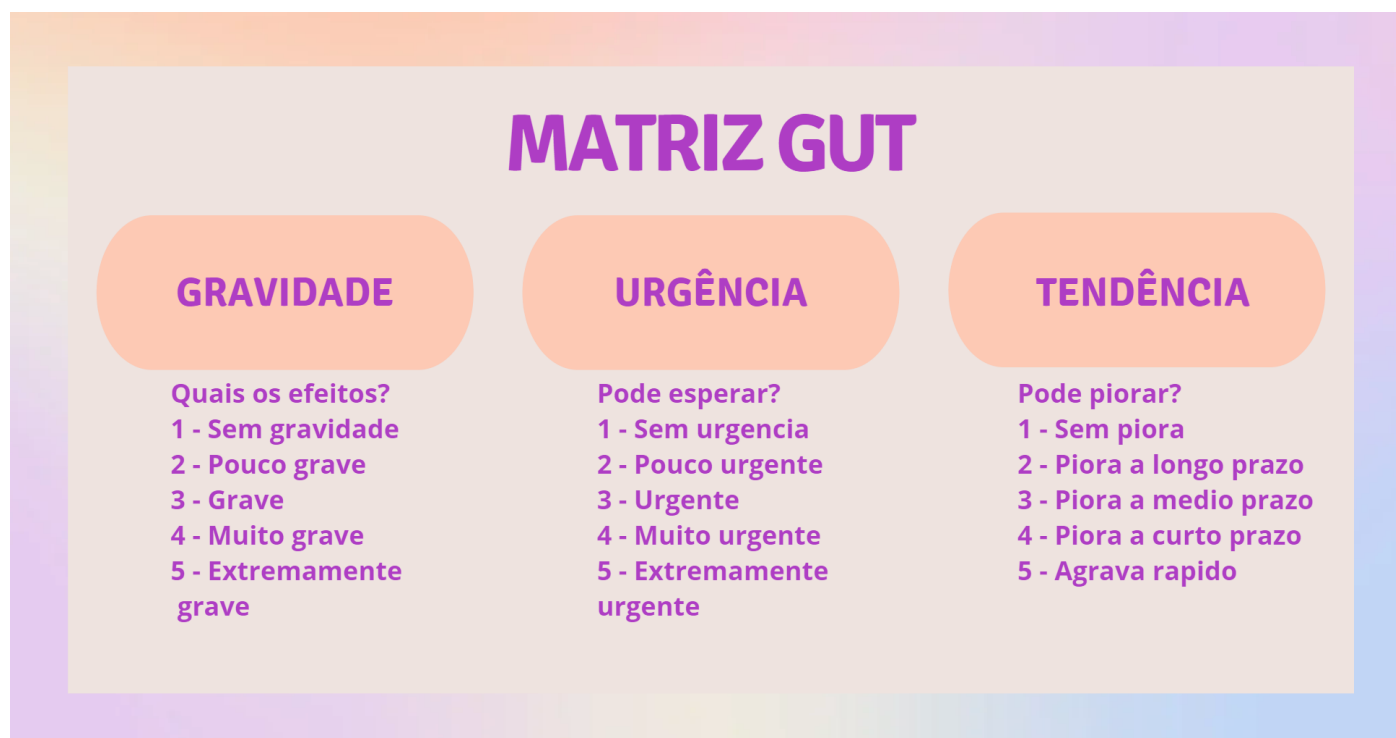 MATRIZ GUT
GRAVIDADE
Quais os efeitos?
1 - Sem gravidade
2 - Pouco grave
3 - Grave
4 - Muito grave
5 - Extremamente
grave
URGÊNCIA
Pode esperar?
1 - Sem urgencia
2 - Pouco urgente
3 - Urgente
4 - Muito urgente
5 - Extremamente
urgente
TENDÊNCIA
Pode piorar?
1 - Sem piora
2 - Piora a longo prazo
3 - Piora a medio prazo
4 - Piora a curto prazo
5 - Agrava rapido